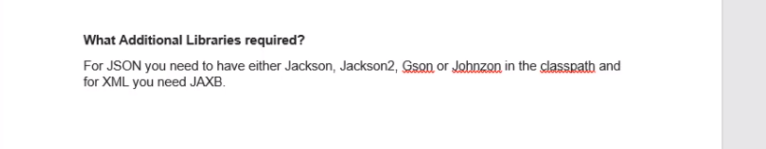 What Additional Libraries required?
For JSON you need to have either Jackson, Jackson2, Gson or Johnzon in the classpath and
for XML you need JAXB.